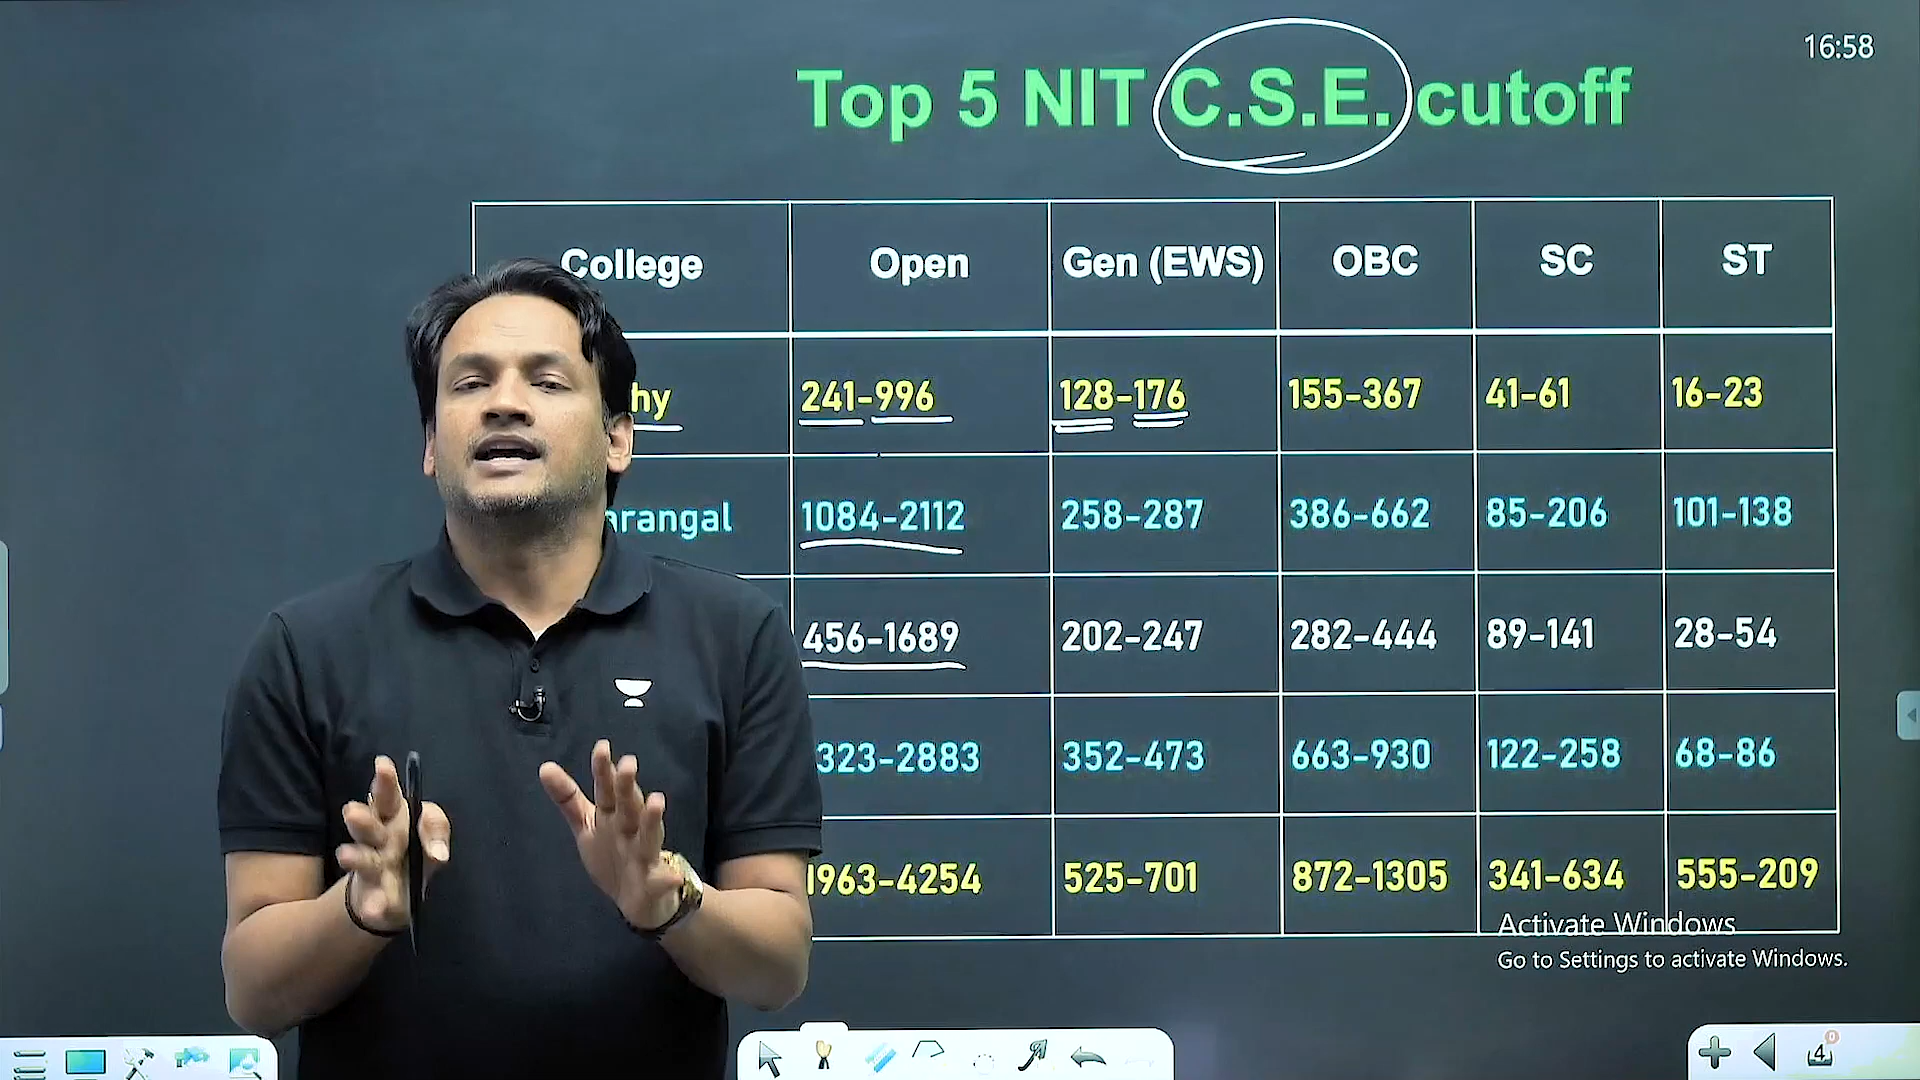 16:58
Top 5 NIT C.S.E. cutoff
College Open Gen (EWS) OBC SC ST
hy 241-996 128-176 155-367 41-61 16-23
arangal 1084-2112 258-287 386-662 85-206 101-138
456-1689 202-247 282-444 89-141 28-54
323-2883 352-473 663-930 122-258 68-86
1963-4254 525-701 872-1305 341-634 555-209
Activate Windows
Go to Settings to activate Windows.
4